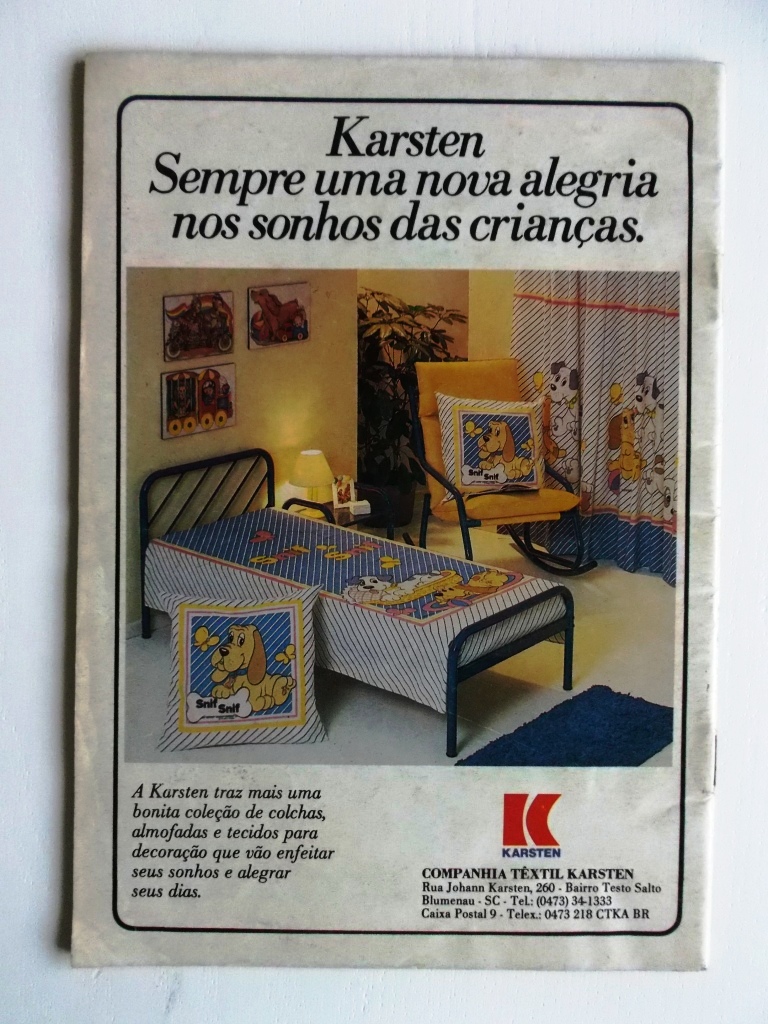 Karsten
Sempre uma nova alegria
nos sonhos das crianças.
Snif Snif
Snif
Snif
Snif
Snif
A Karsten traz mais uma
bonita coleção de colchas,
almofadas e tecidos para
decoração que vão enfeitar
seus sonhos e alegrar
seus dias.
KARSTEN
COMPANHIA TÊXTIL KARSTEN
Rua Johann Karsten, 260 - Bairro Testo Salto
Blumenau - SC - Tel.: (0473) 34-1333
Caixa Postal 9 - Telex.: 0473 218 CTKA BR